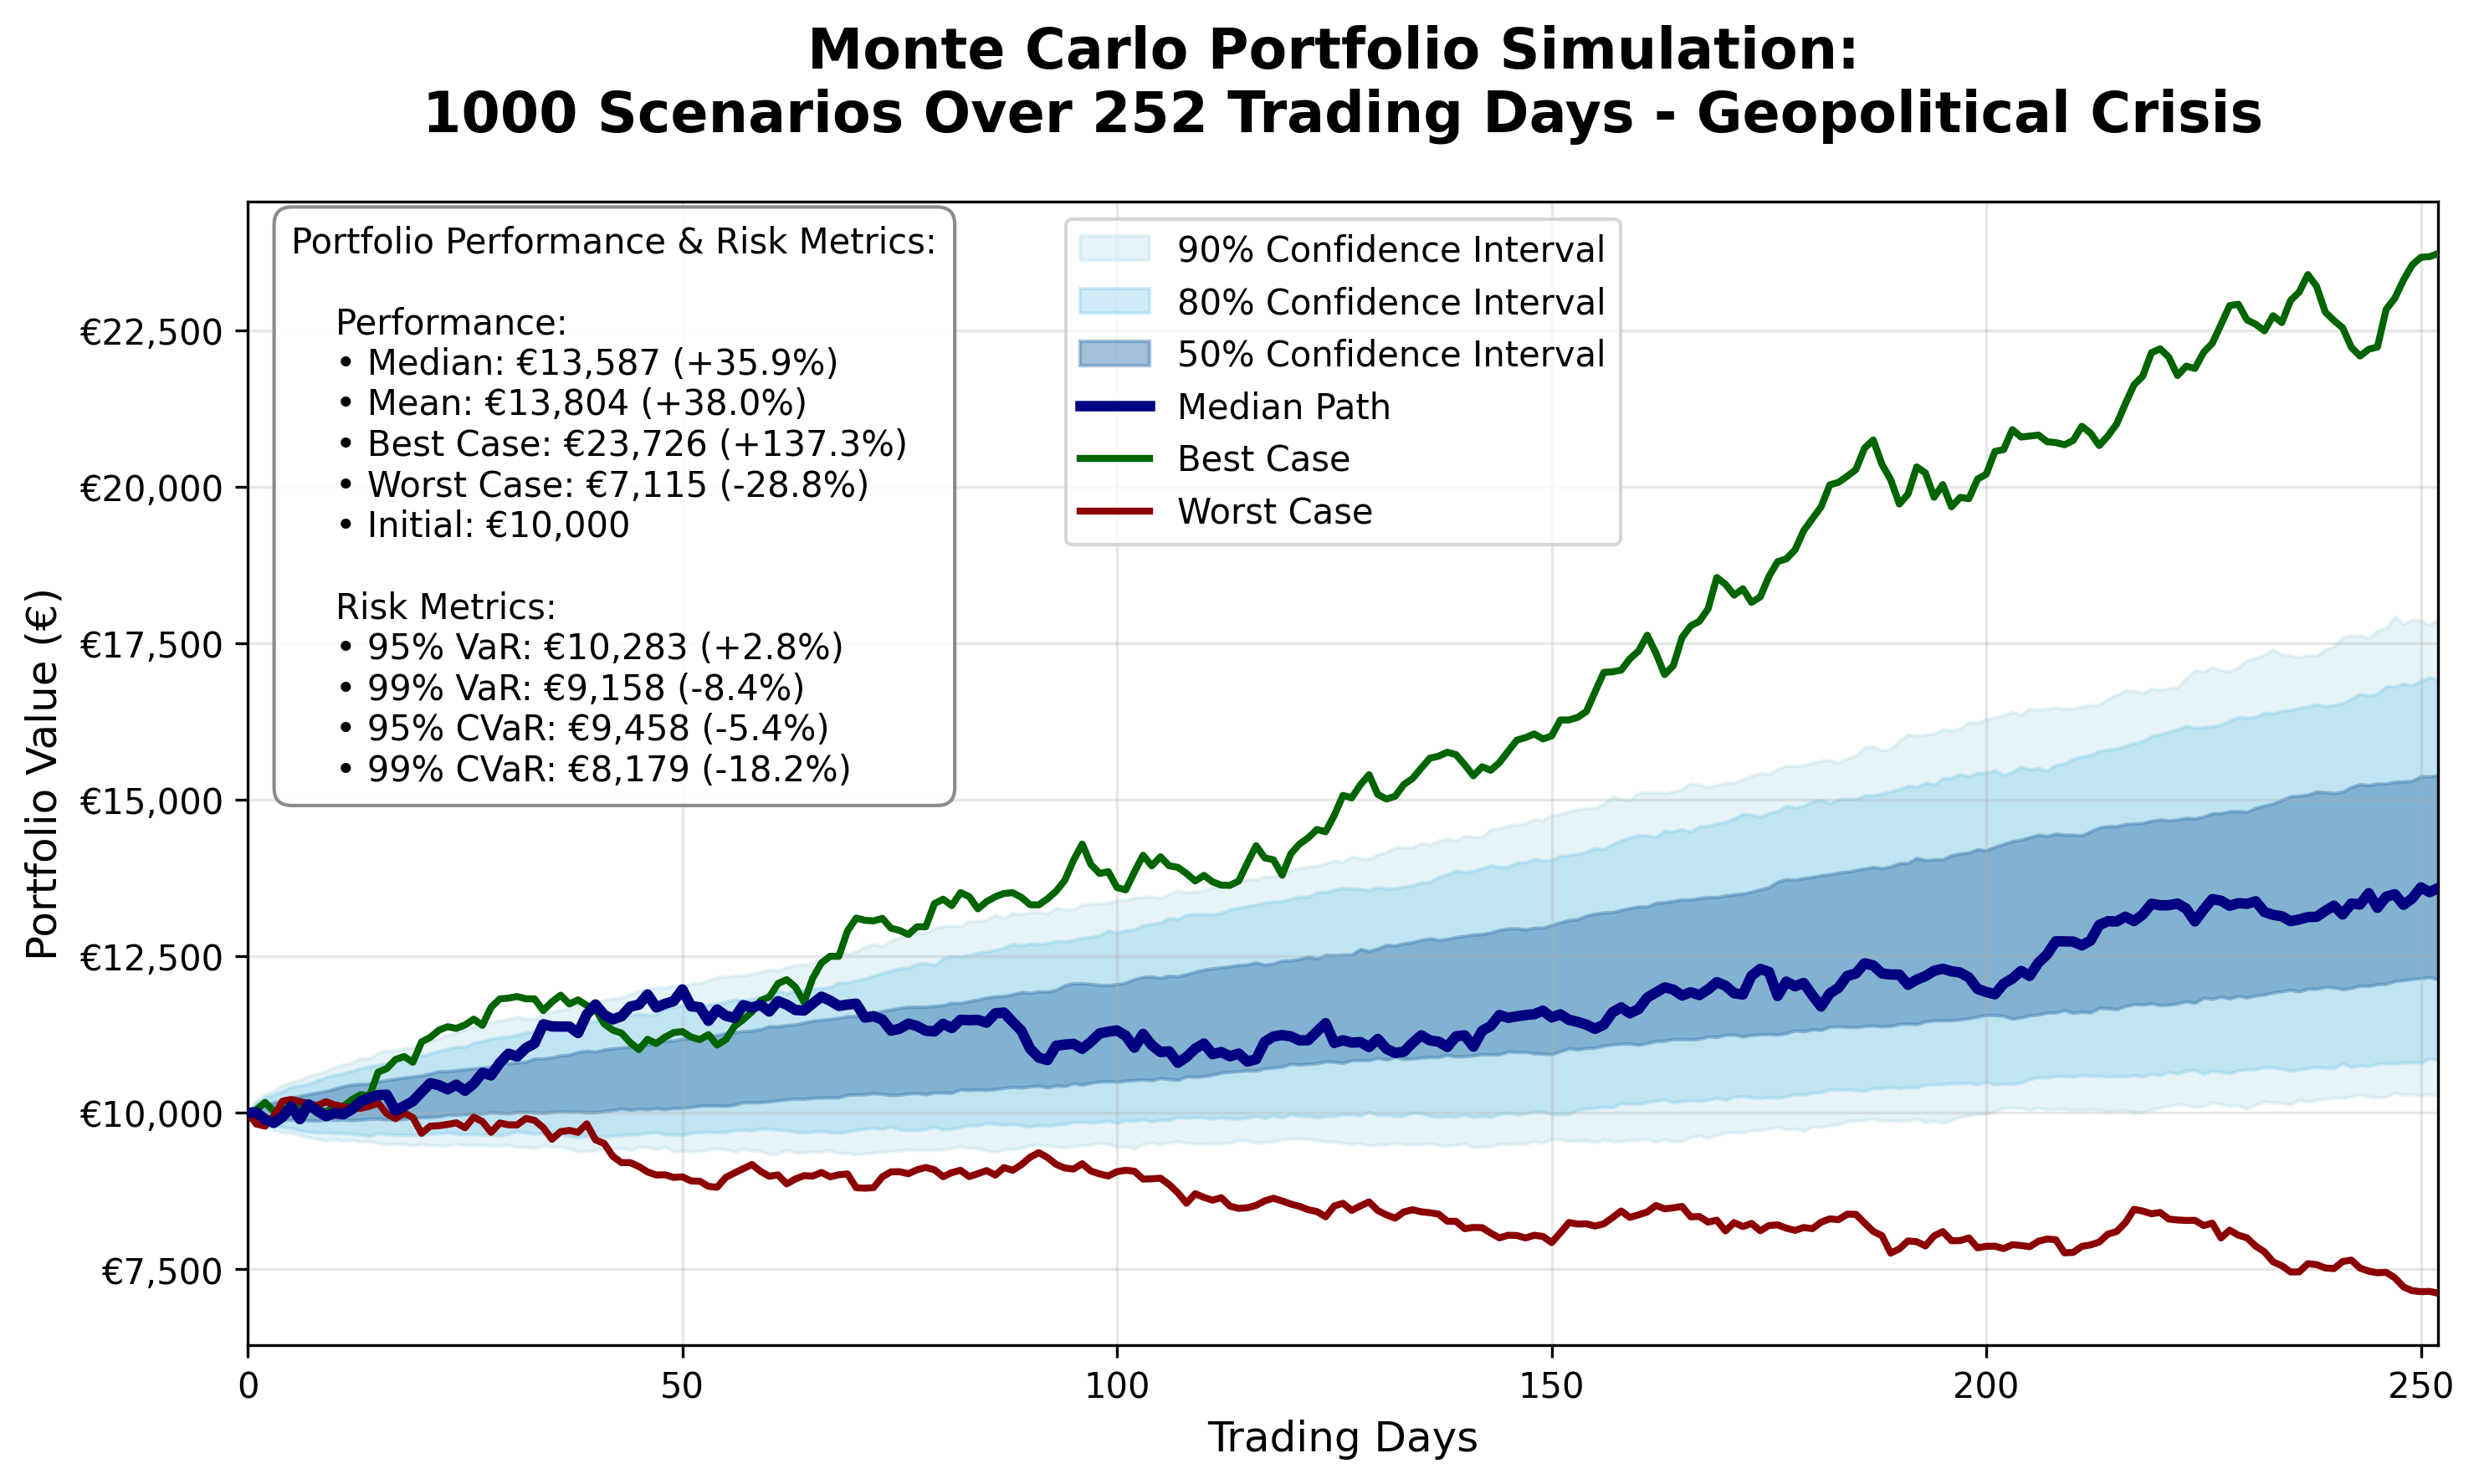 Monte Carlo Portfolio Simulation:
1000 Scenarios Over 252 Trading Days - Geopolitical Crisis
Portfolio Performance & Risk Metrics:
Performance:
• Median: €13,587 (+35.9%)
• Mean: €13,804 (+38.0%)
• Best Case: €23,726 (+137.3%)
• Worst Case: €7,115 (-28.8%)
• Initial: €10,000
Risk Metrics:
• 95% VaR: €10,283 (+2.8%)
• 99% VaR: €9,158 (-8.4%)
• 95% CVaR: €9,458 (-5.4%)
• 99% CVaR: €8,179 (-18.2%)
90% Confidence Interval
80% Confidence Interval
50% Confidence Interval
Median Path
Best Case
Worst Case
Portfolio Value (€)
€22,500
€20,000
€17,500
€15,000
€12,500
€10,000
€7,500
0
50
100
150
200
250
Trading Days